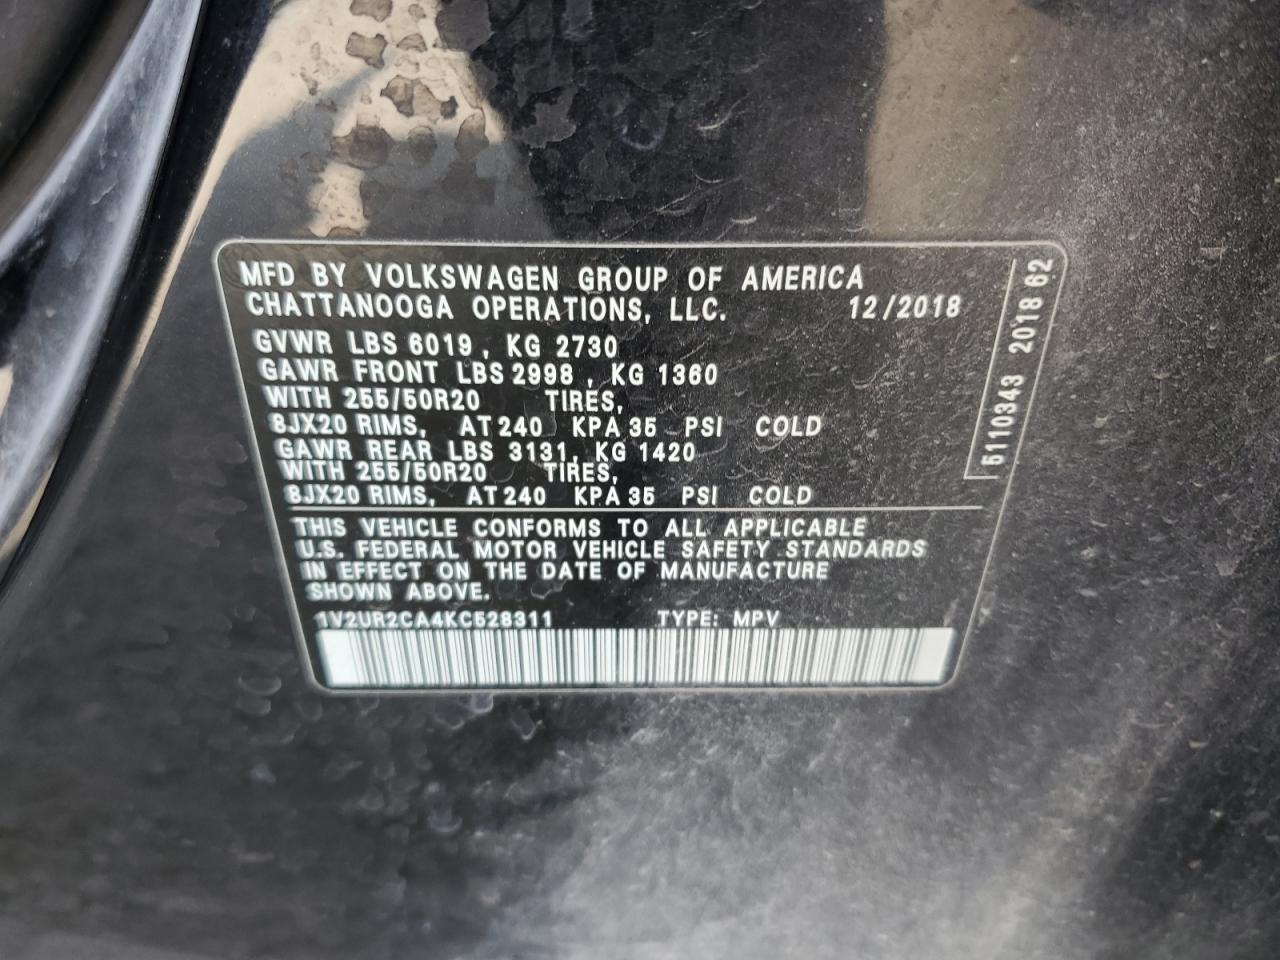 MFD BY VOLKSWAGEN GROUP OF AMERICA
CHATTANOOGA OPERATIONS, LLC. 12/2018
GVWR LBS 6019, KG 2730
GAWR FRONT LBS 2998, KG 1360
WITH 255/50R20 TIRES,
8JX20 RIMS, AT 240 KPA 35 PSI COLD
GAWR REAR LBS 3131, KG 1420
WITH 255/50R20 TIRES,
8JX20 RIMS, AT 240 KPA 35 PSI COLD
THIS VEHICLE CONFORMS TO ALL APPLICABLE
U.S. FEDERAL MOTOR VEHICLE SAFETY STANDARDS
IN EFFECT ON THE DATE OF MANUFACTURE
SHOWN ABOVE.
1V2UR2CA4KC528311 TYPE: MPV
5110343 2018 62